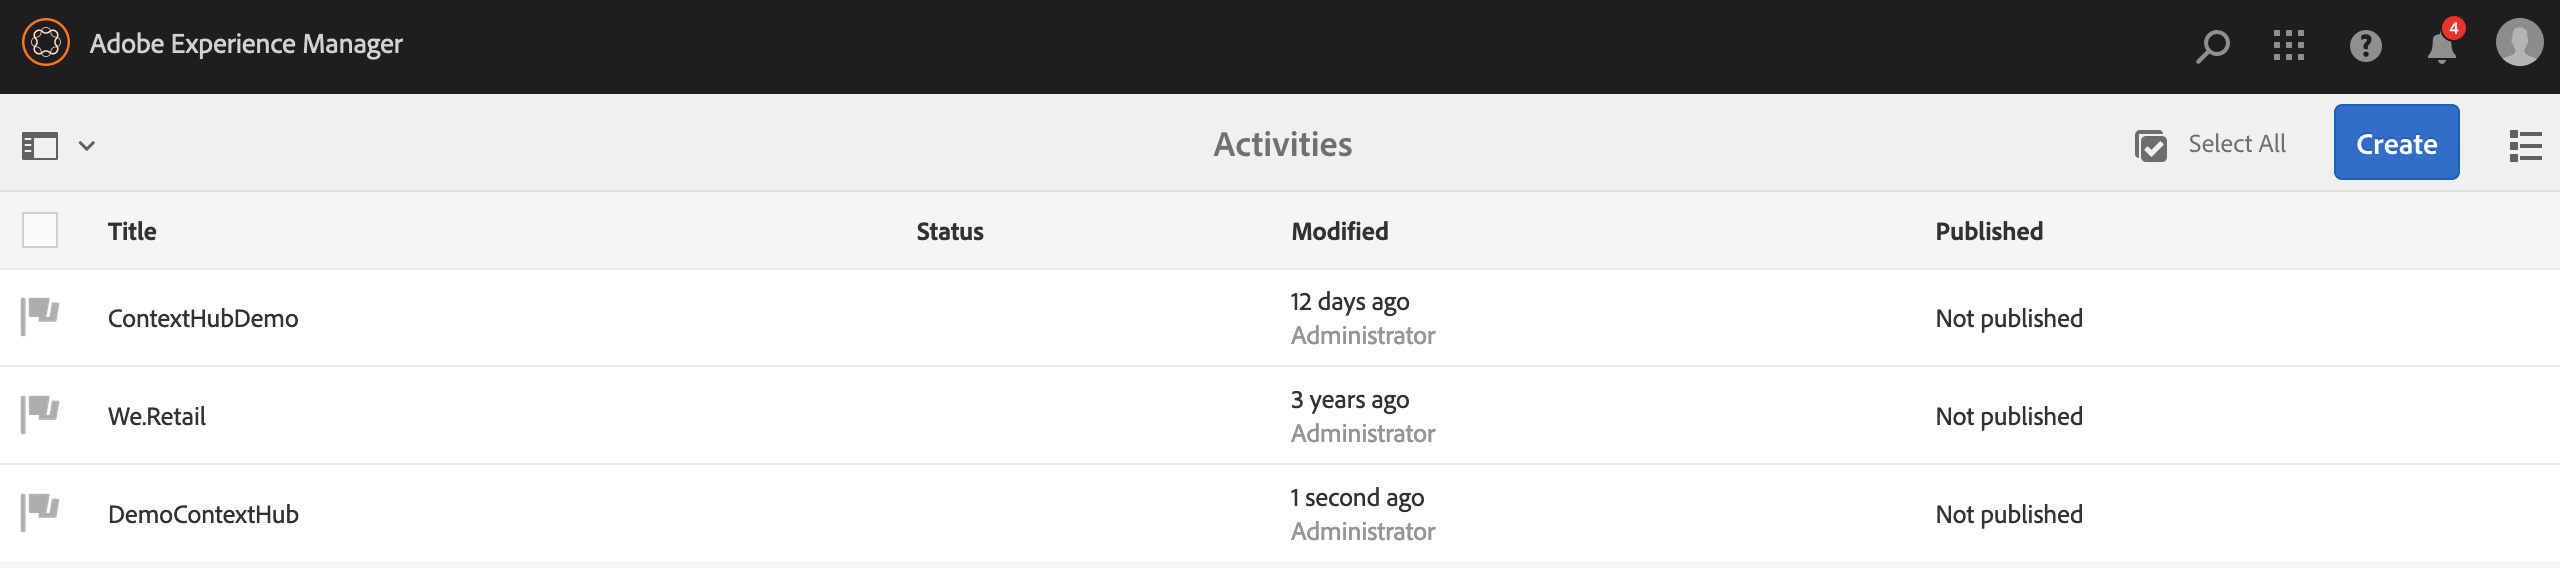 Adobe Experience Manager
4
Activities
Select All
Create
Title Status Modified Published
ContextHubDemo
12 days ago
Administrator
Not published
We.Retail
3 years ago
Administrator
Not published
DemoContextHub
1 second ago
Administrator
Not published